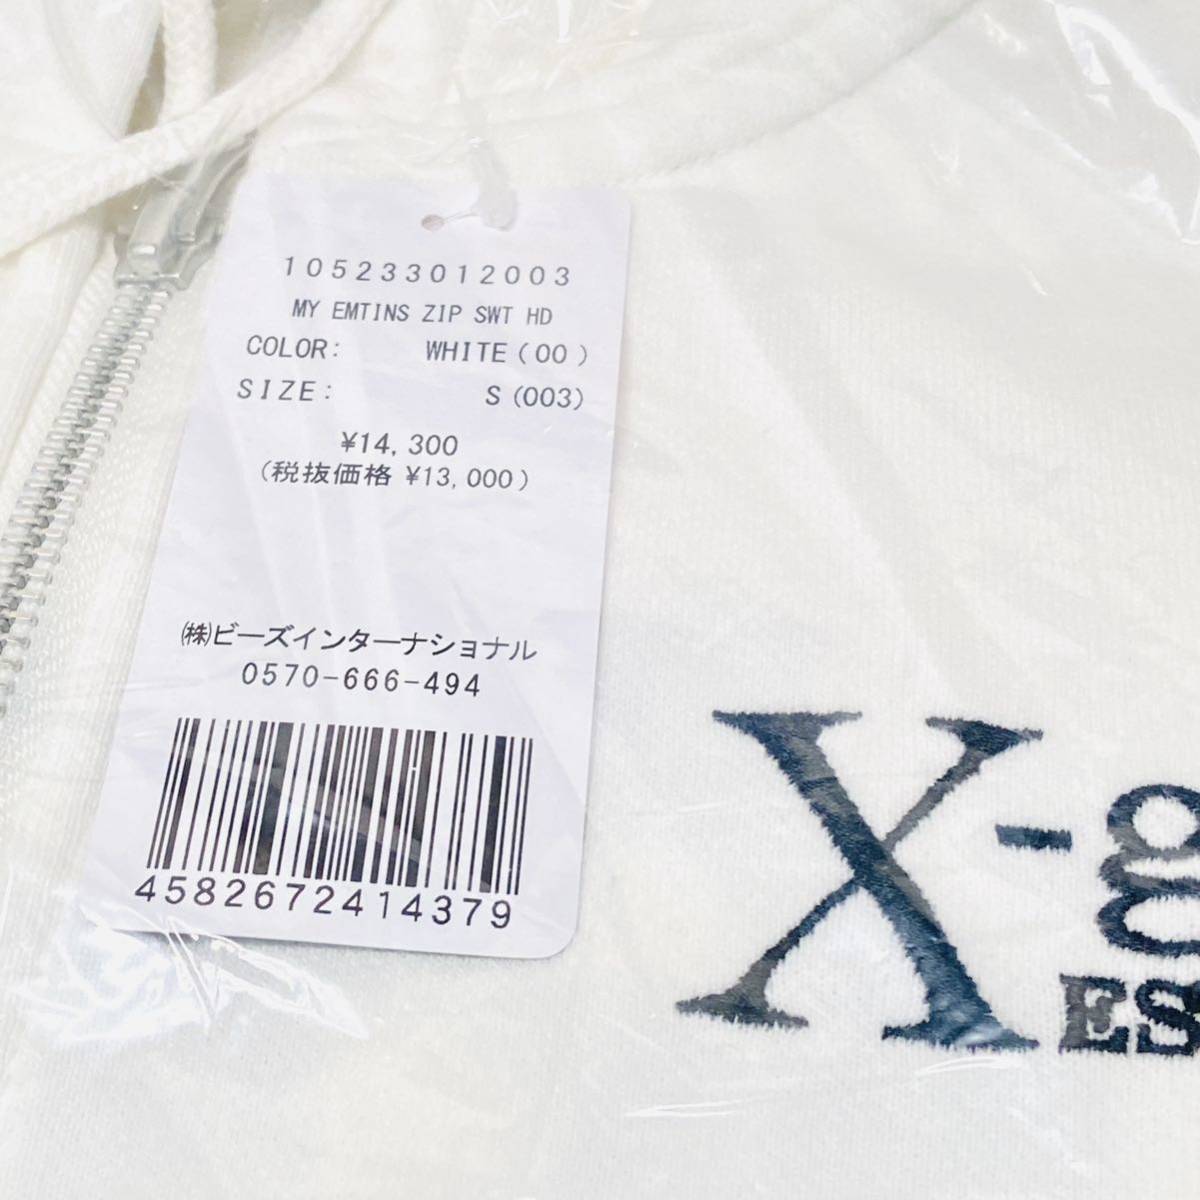 105233012003
MY EMTINS ZIP SWT HD
COLOR: WHITE(00)
SIZE: S(003)
¥14,300
(税抜価格 ¥13,000)
㈱ビーズインターナショナル
0570-666-494
4582672414379
X-g
ES